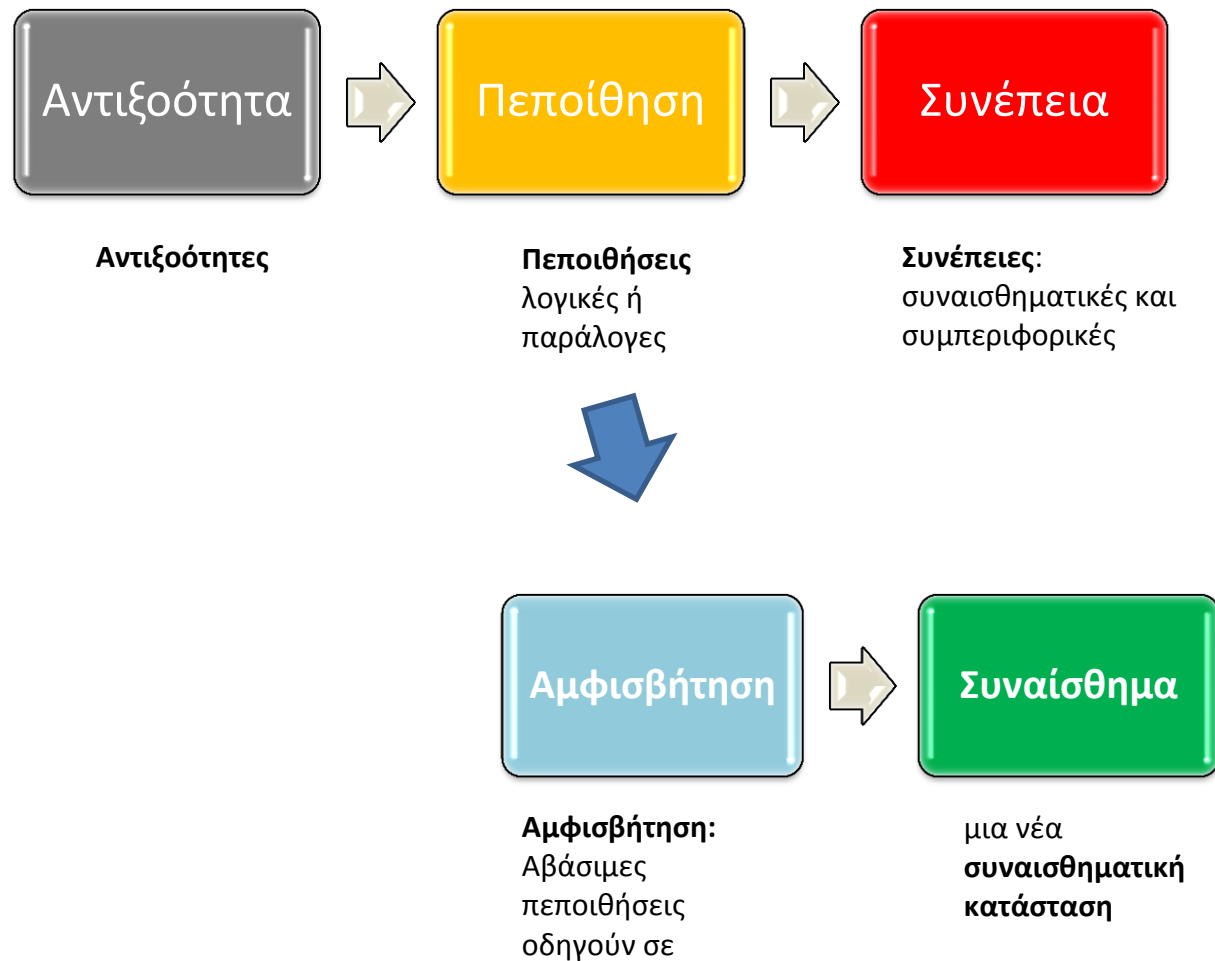 Αντιξοότητα
Πεποίθηση
Συνέπεια
Αντιξοότητες
Πεποιθήσεις
λογικές ή
παράλογες
Συνέπειες:
συναισθηματικές και
συμπεριφορικές
Αμφισβήτηση
Συναίσθημα
Αμφισβήτηση:
Αβάσιμες
πεποιθήσεις
οδηγούν σε
μια νέα
συναισθηματική
κατάσταση